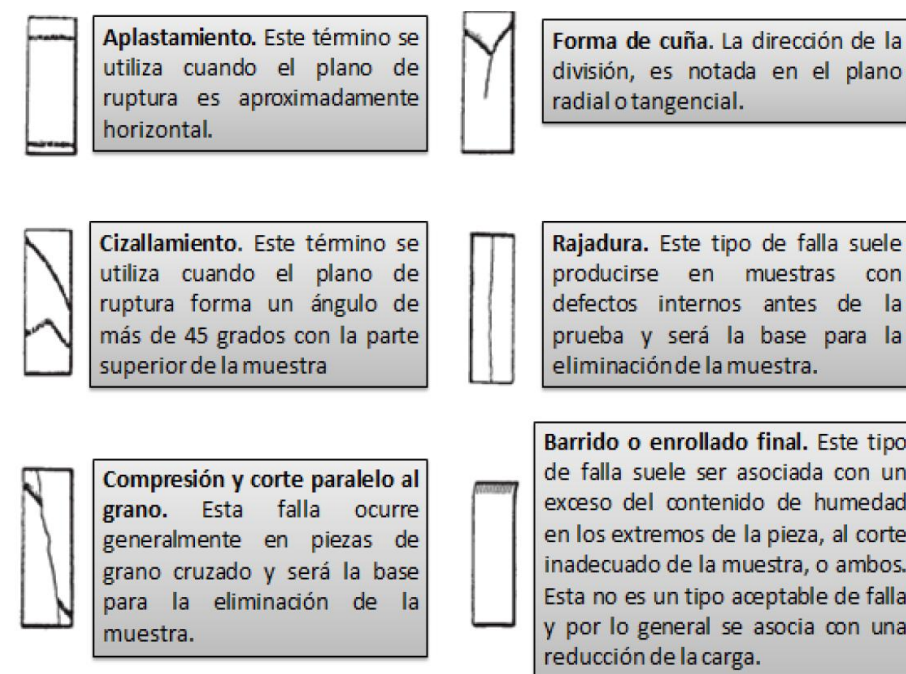 Aplastamiento. Este término se
utiliza cuando el plano de
ruptura es aproximadamente
horizontal.
Forma de cuña. La dirección de la
división, es notada en el plano
radial o tangencial.
Cizallamiento. Este término se
utiliza cuando el plano de
ruptura forma un ángulo de
más de 45 grados con la parte
superior de la muestra
Rajadura. Este tipo de falla suele
producirse en muestras con
defectos internos antes de la
prueba y será la base para la
eliminación de la muestra.
Compresión y corte paralelo al
grano. Esta falla ocurre
generalmente en piezas de
grano cruzado y será la base
para la eliminación de la
muestra.
Barrido o enrollado final. Este tipo
de falla suele ser asociada con un
exceso del contenido de humedad
en los extremos de la pieza, al corte
inadecuado de la muestra, o ambos.
Esta no es un tipo aceptable de falla
y por lo general se asocia con una
reducción de la carga.